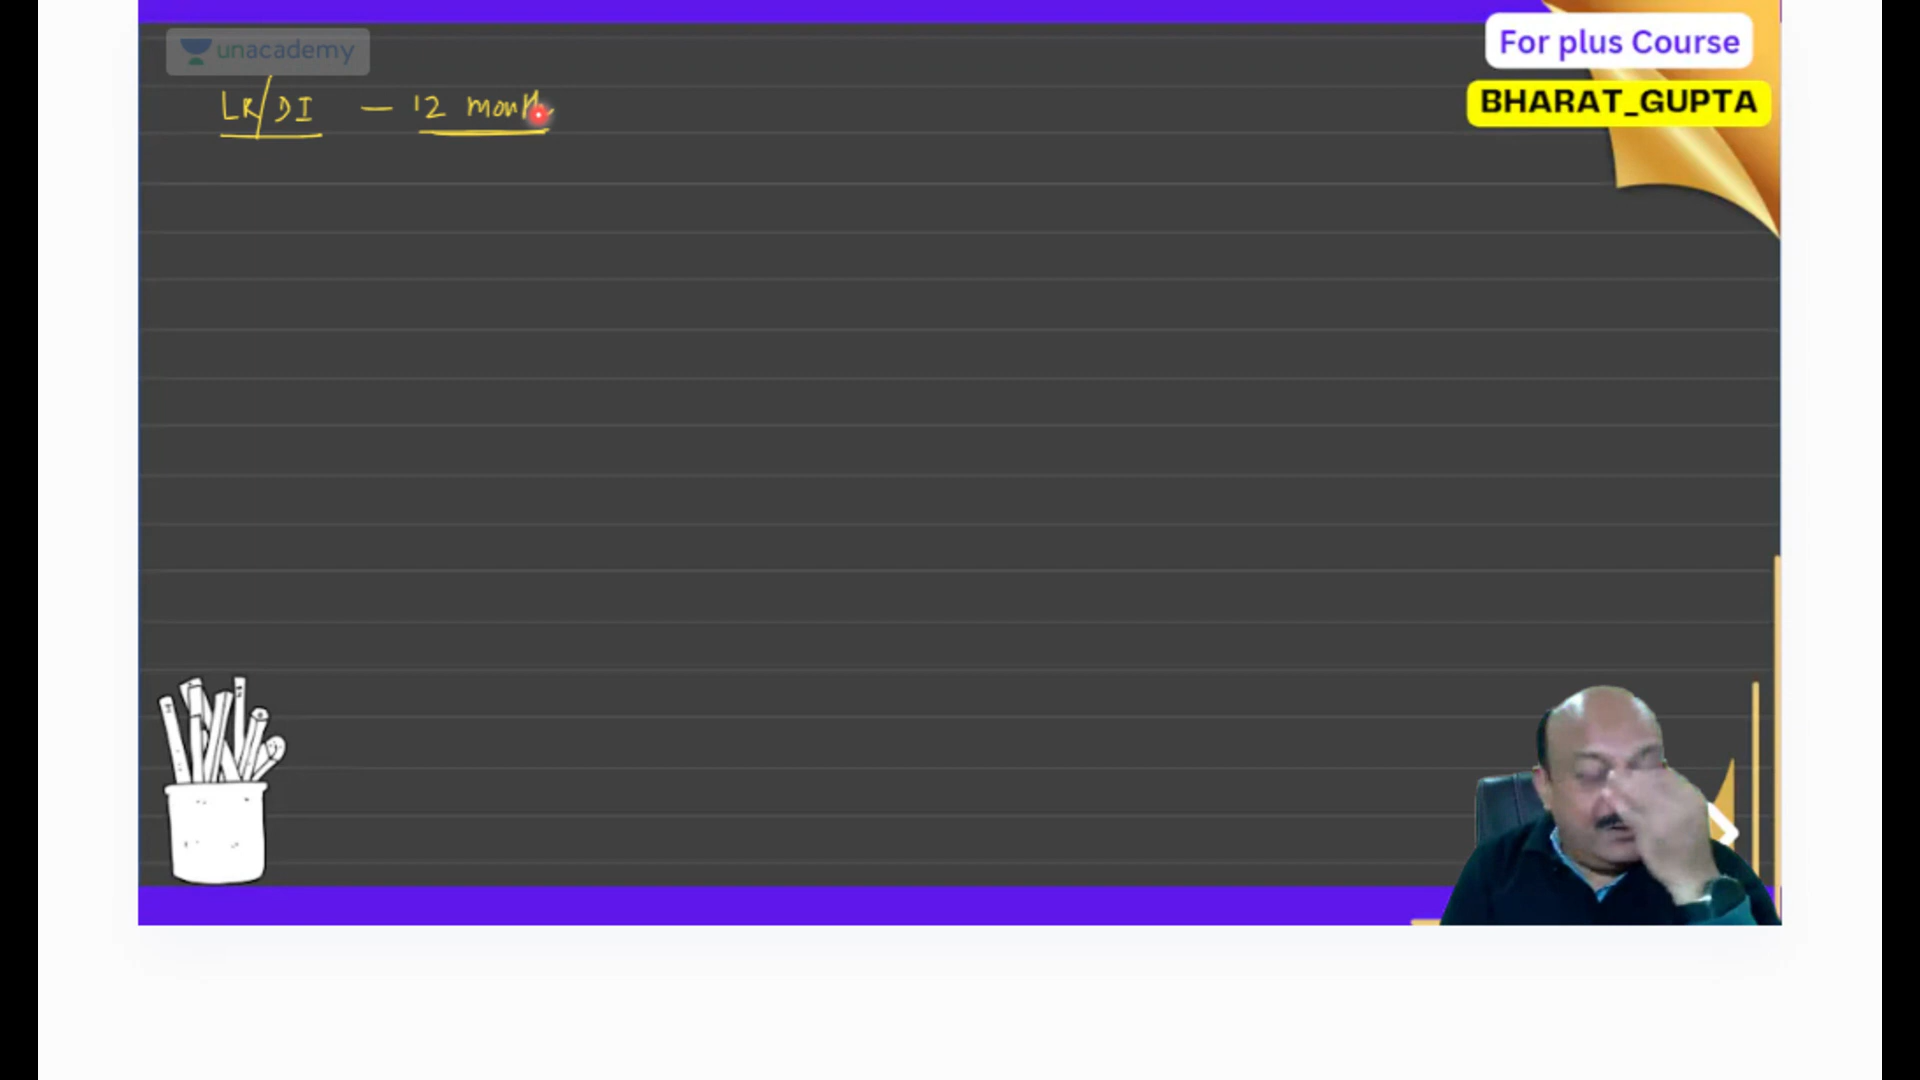 unacademy
For plus Course
BHARAT_GUPTA
LR/DI — 12 month